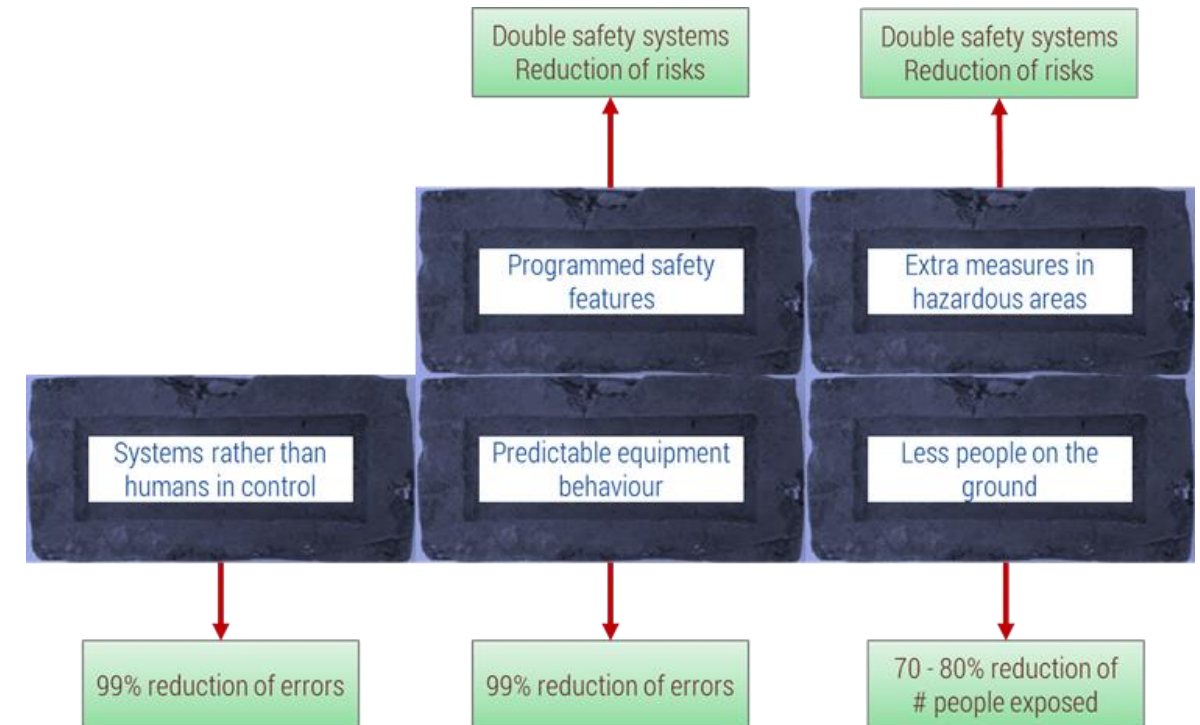 Double safety systems
Reduction of risks
Double safety systems
Reduction of risks
Programmed safety
features
Extra measures in
hazardous areas
Systems rather than
humans in control
Predictable equipment
behaviour
Less people on the
ground
99% reduction of errors
99% reduction of errors
70 - 80% reduction of
# people exposed